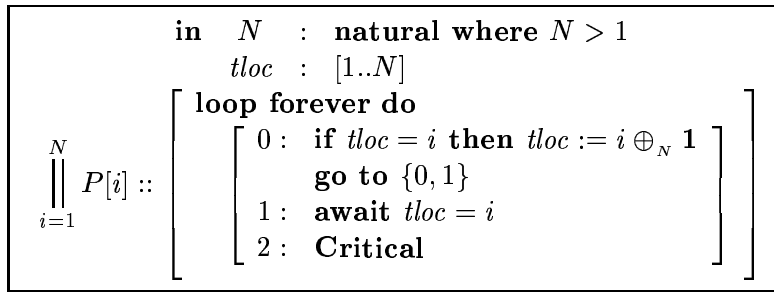 in N : natural where N > 1
tloc : [1..N]
loop forever do
0 : if tloc = i then tloc := i ⊕_N 1
go to {0, 1}
N
|| P[i] ::
i=1
1 : await tloc = i
2 : Critical